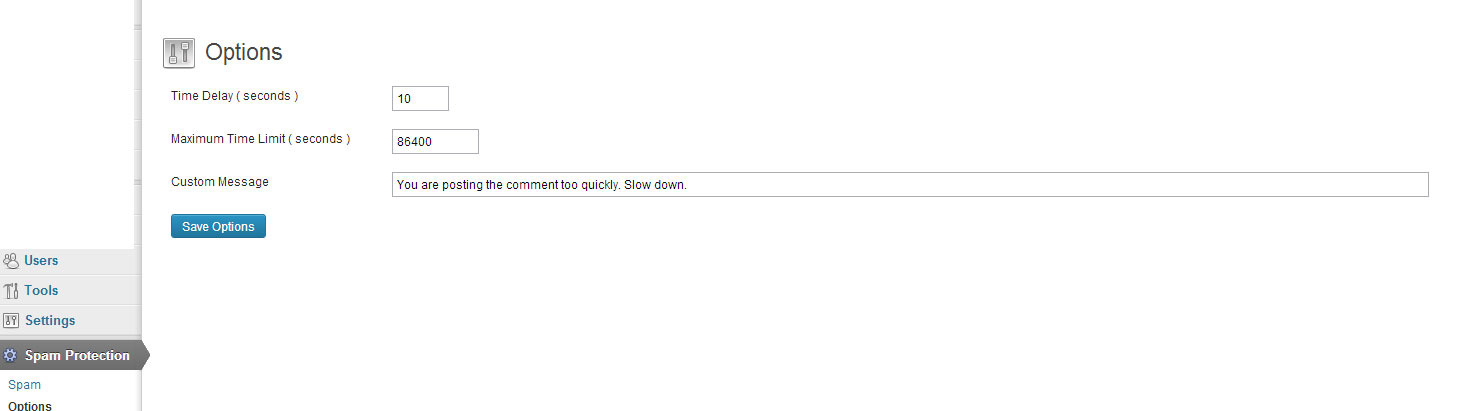 Options
Time Delay ( seconds )
10
Maximum Time Limit ( seconds )
86400
Custom Message
You are posting the comment too quickly. Slow down.
Save Options
Users
Tools
Settings
Spam Protection
Spam
Options